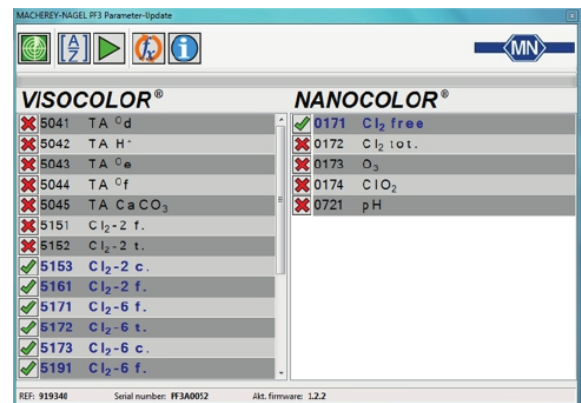 MACHEREY-NAGEL PF3 Parameter-Update
A
Z
fx
i
MN
VISOCOLOR®
5041 TA °d
5042 TA H⁺
5043 TA °e
5044 TA °f
5045 TA CaCO₃
5151 Cl₂-2 f.
5152 Cl₂-2 t.
5153 Cl₂-2 c.
5161 Cl₂-2 f.
5171 Cl₂-6 f.
5172 Cl₂-6 t.
5173 Cl₂-6 c.
5191 Cl₂-6 f.
NANOCOLOR®
0171 Cl₂ free
0172 Cl₂ tot.
0173 O₃
0174 ClO₂
0721 pH
REF: 919340 Serial number: PF3A0052 Akt. firmware: 1.2.2